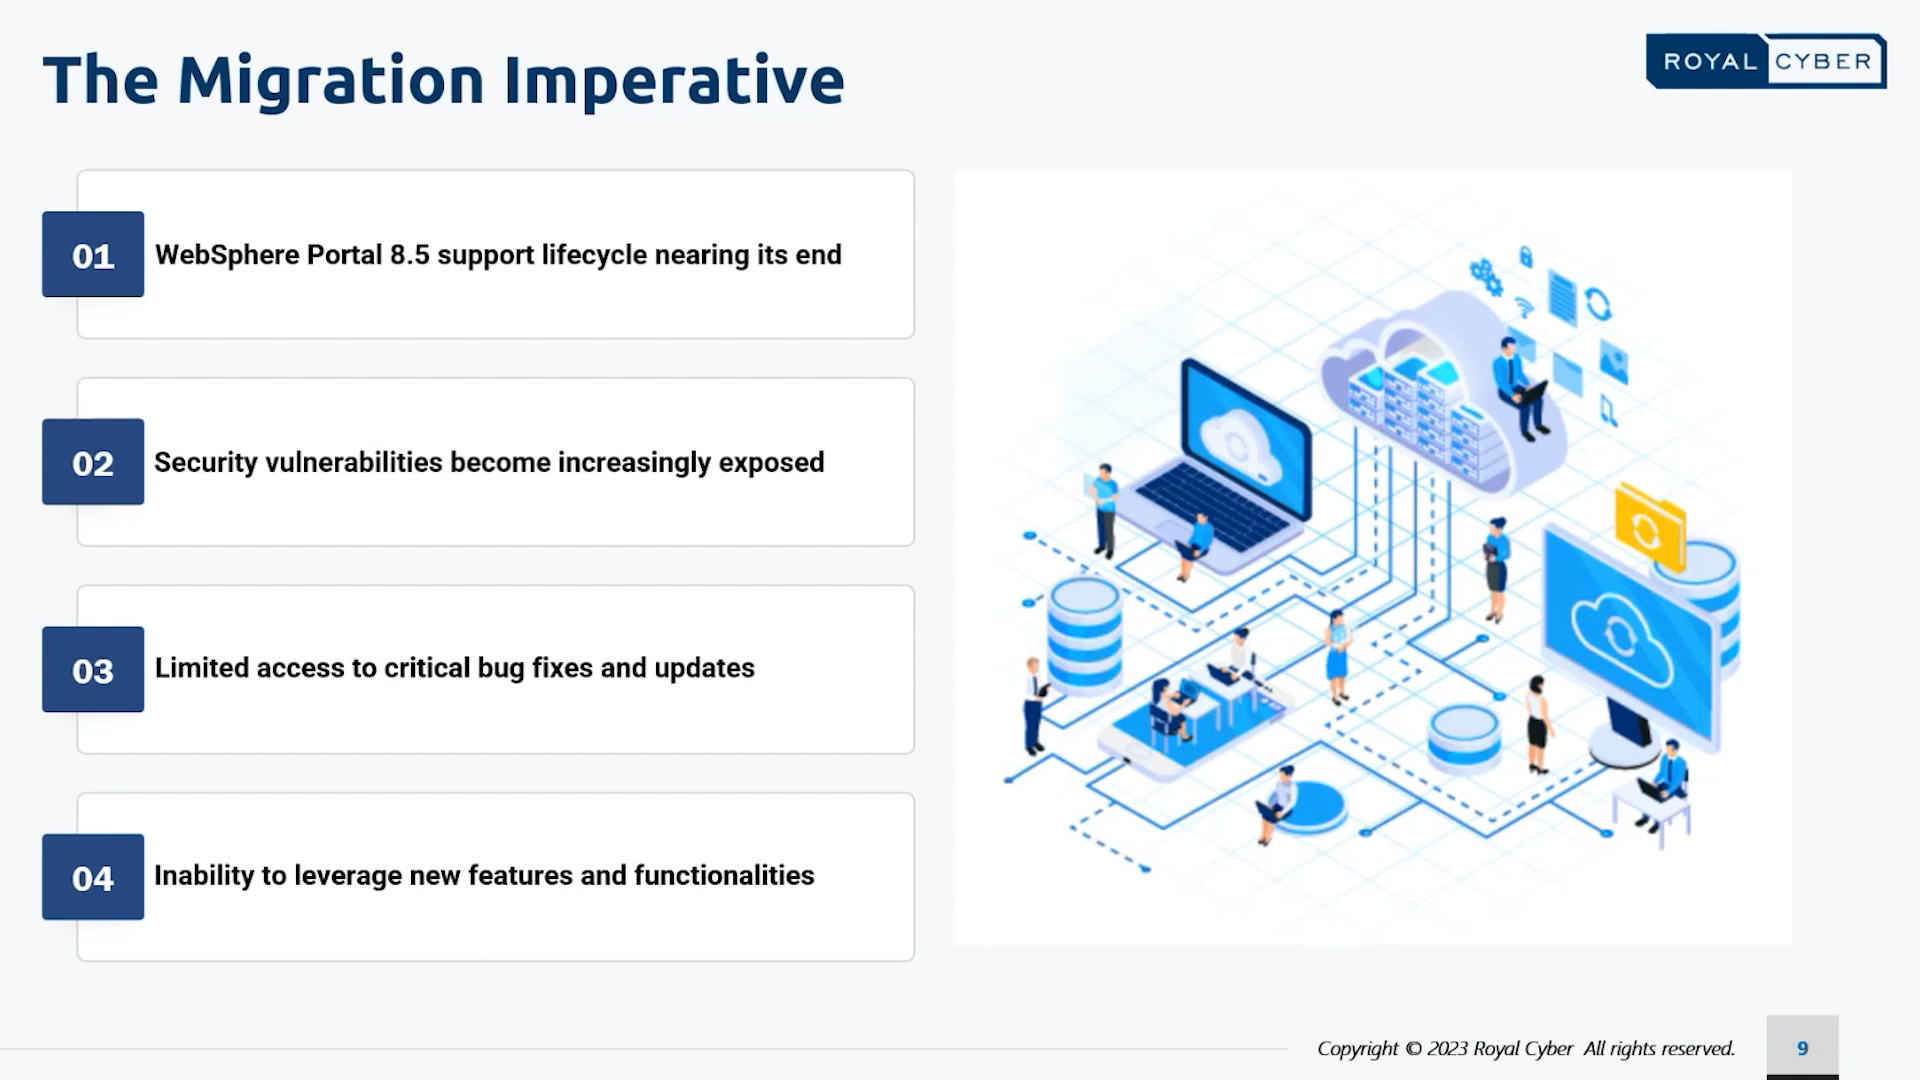 The Migration Imperative
ROYAL CYBER
01
WebSphere Portal 8.5 support lifecycle nearing its end
02
Security vulnerabilities become increasingly exposed
03
Limited access to critical bug fixes and updates
04
Inability to leverage new features and functionalities
Copyright © 2023 Royal Cyber All rights reserved.
9